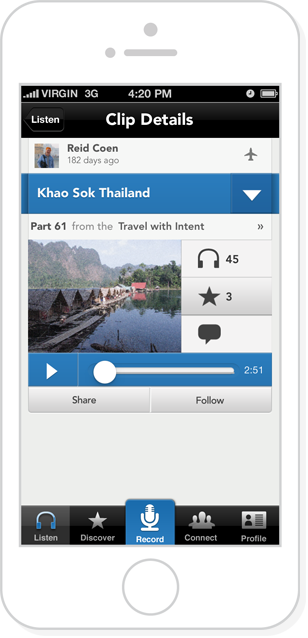 VIRGIN 3G 4:20 PM
Listen Clip Details
Reid Coen
182 days ago
Khao Sok Thailand
Part 61 from the Travel with Intent »
45
3
2:51
Share Follow
Listen Discover Record Connect Profile